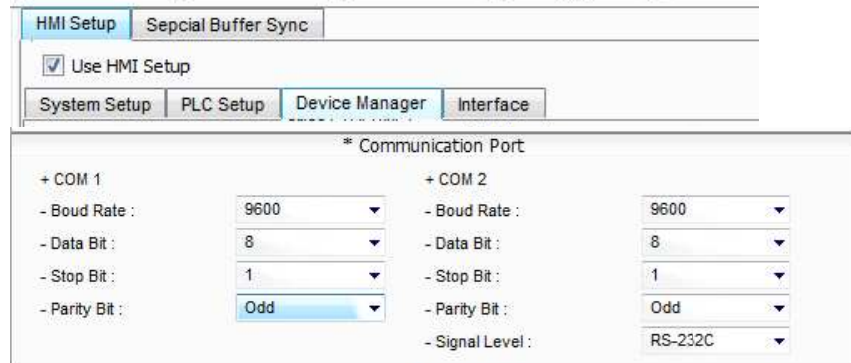 HMI Setup Sepcial Buffer Sync
Use HMI Setup
System Setup PLC Setup Device Manager Interface
* Communication Port
+ COM 1 + COM 2
- Boud Rate : 9600 - Boud Rate : 9600
- Data Bit : 8 - Data Bit : 8
- Stop Bit : 1 - Stop Bit : 1
- Parity Bit : Odd - Parity Bit : Odd
- Signal Level : RS-232C